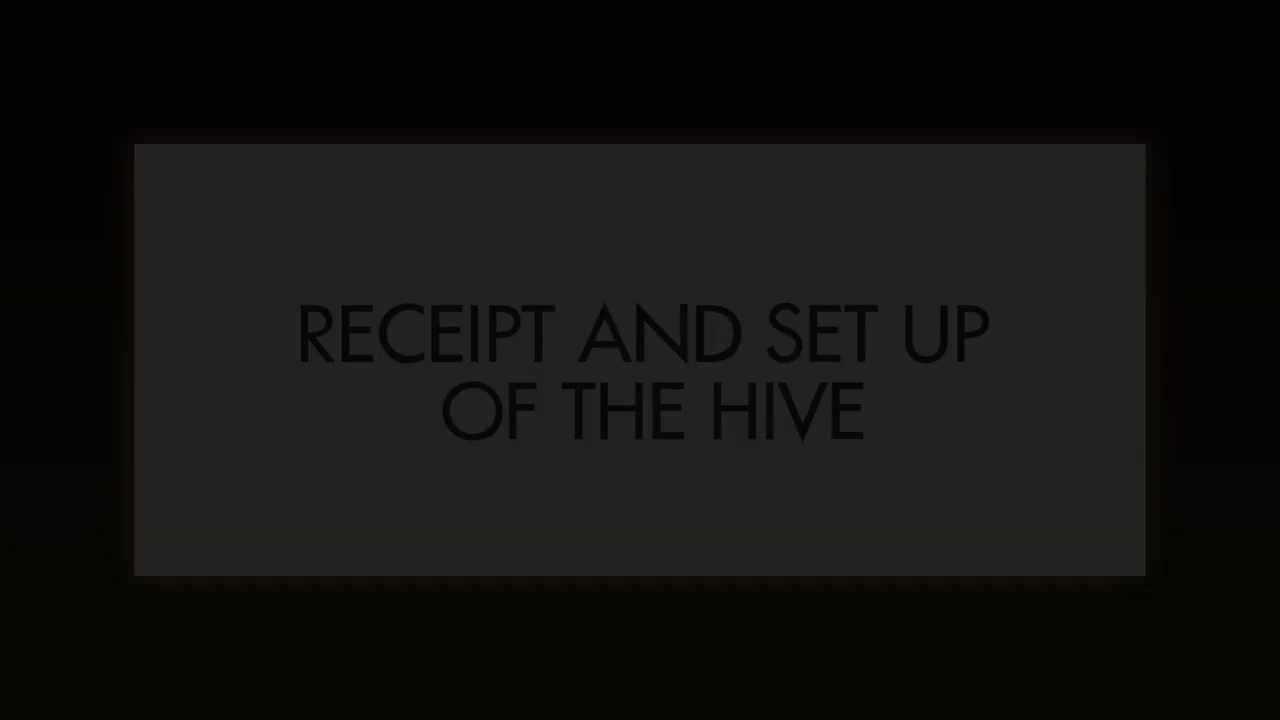 RECEIPT AND SET UP
OF THE HIVE